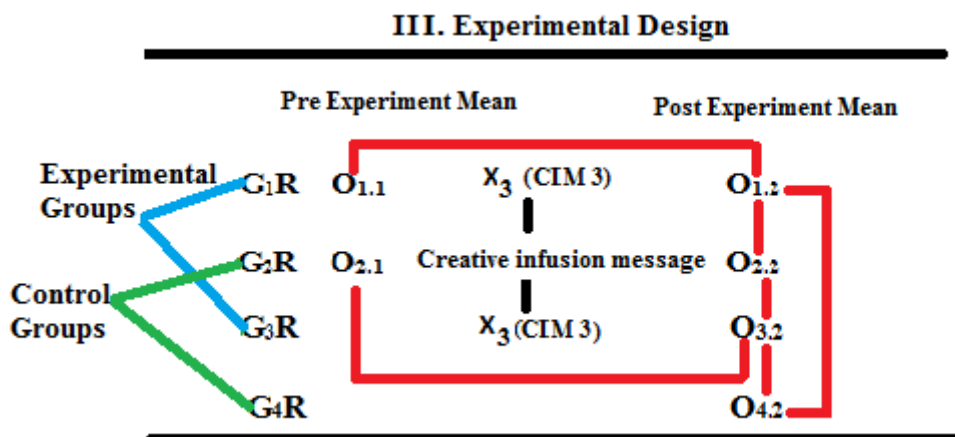 III. Experimental Design
Pre Experiment Mean
Post Experiment Mean
Experimental
Groups
G₁R O₁.₁ X₃ (CIM 3) O₁.₂
G₂R O₂.₁ Creative infusion message O₂.₂
Control
Groups
G₃R X₃ (CIM 3) O₃.₂
G₄R O₄.₂